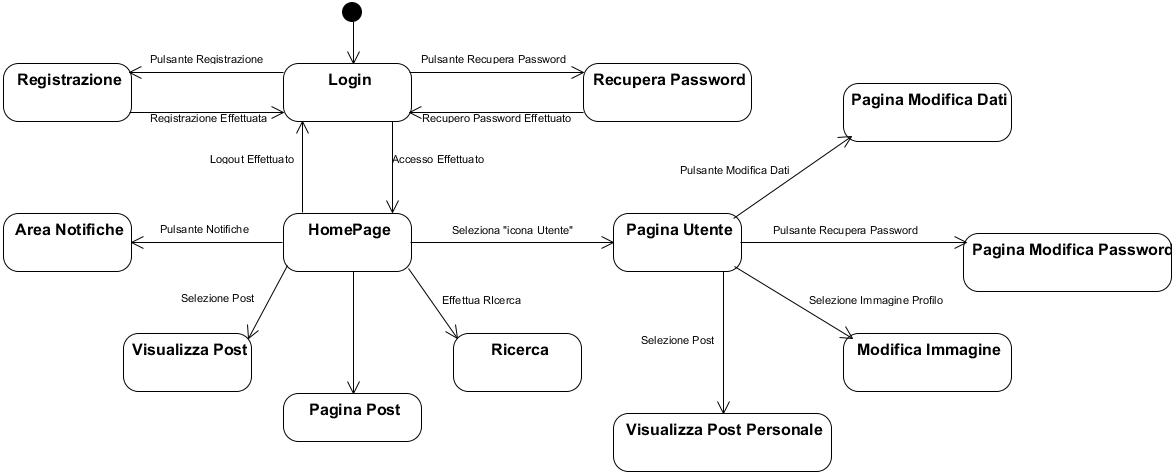 Pulsante Registrazione
Pulsante Recupera Password
Registrazione
Login
Recupera Password
Pagina Modifica Dati
Registrazione Effettuata
Recupero Password Effettuato
Logout Effettuato
Accesso Effettuato
Pulsante Modifica Dati
Area Notifiche
Pulsante Notifiche
HomePage
Seleziona "icona Utente"
Pagina Utente
Pulsante Recupera Password
Pagina Modifica Password
Selezione Post
Effettua RIcerca
Selezione Immagine Profilo
Visualizza Post
Ricerca
Selezione Post
Modifica Immagine
Pagina Post
Visualizza Post Personale